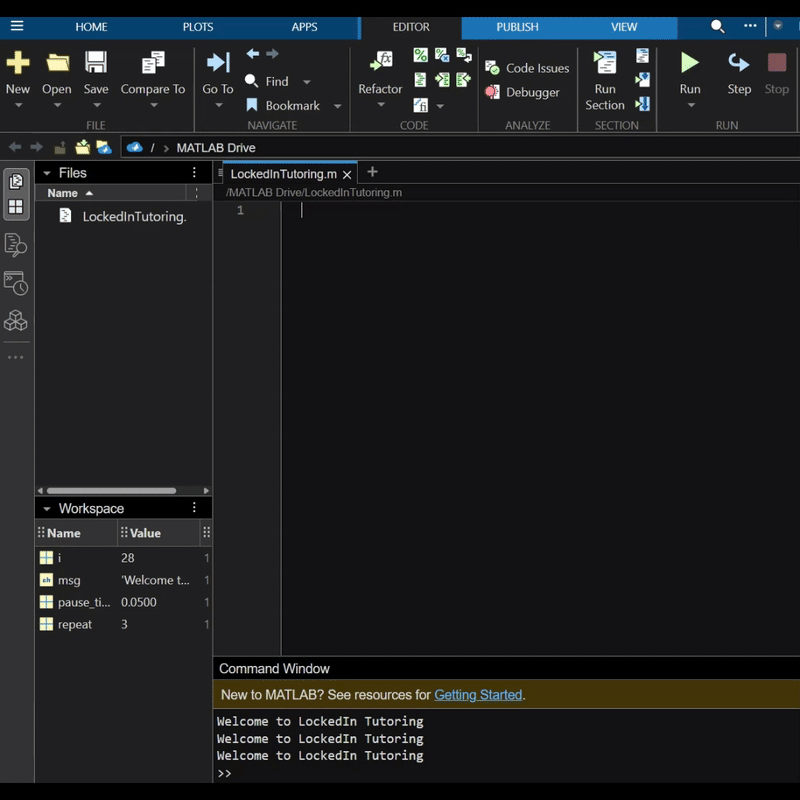 HOME PLOTS APPS EDITOR PUBLISH VIEW
New Open Save Compare To Go To Find Bookmark Refactor Code Issues Debugger Run Section Run Step Stop
FILE NAVIGATE CODE ANALYZE SECTION RUN
/ > MATLAB Drive
Files
Name
LockedInTutoring.
LockedInTutoring.m
/MATLAB Drive/LockedInTutoring.m
1
Workspace
Name Value
i 28 1
msg 'Welcome t... 1
pause_ti... 0.0500 1
repeat 3 1
Command Window
New to MATLAB? See resources for Getting Started.
Welcome to LockedIn Tutoring
Welcome to LockedIn Tutoring
Welcome to LockedIn Tutoring
>>